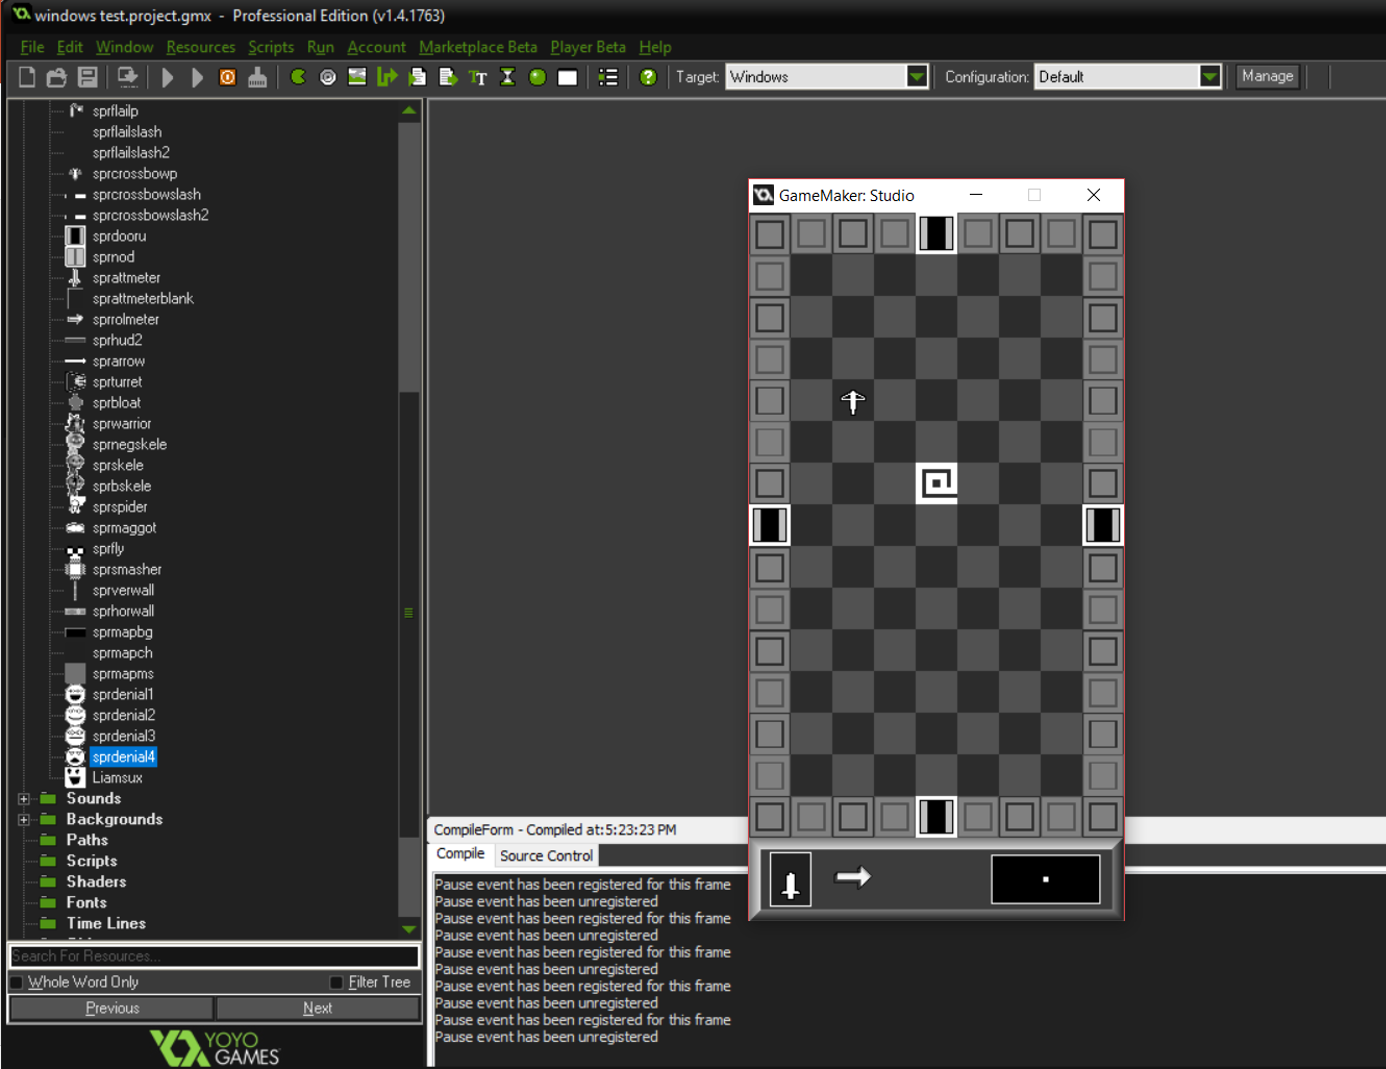 windows test.project.gmx - Professional Edition (v1.4.1763)
File Edit Window Resources Scripts Run Account Marketplace Beta Player Beta Help
Target: Windows Configuration: Default Manage
sprflailp
sprflailslash
sprflailslash2
sprcrossbowp
sprcrossbowslash
sprcrossbowslash2
sprdooru
sprnod
sprattmeter
sprattmeterblank
sprrolmeter
sprhud2
sprarrow
sprturret
sprbloat
sprwarrior
sprnegskele
sprskele
sprbskele
sprspider
sprmaggot
sprfly
sprsmasher
sprverwall
sprhorwall
sprmapbg
sprmapch
sprmapms
sprdenial1
sprdenial2
sprdenial3
sprdenial4
Liamsux
Sounds
Backgrounds
Paths
Scripts
Shaders
Fonts
Time Lines
Search For Resources...
Whole Word Only Filter Tree
Previous Next
YOYO
GAMES
GameMaker: Studio
CompileForm - Compiled at:5:23:23 PM
Compile Source Control
Pause event has been registered for this frame
Pause event has been unregistered
Pause event has been registered for this frame
Pause event has been unregistered
Pause event has been registered for this frame
Pause event has been unregistered
Pause event has been registered for this frame
Pause event has been unregistered
Pause event has been registered for this frame
Pause event has been unregistered